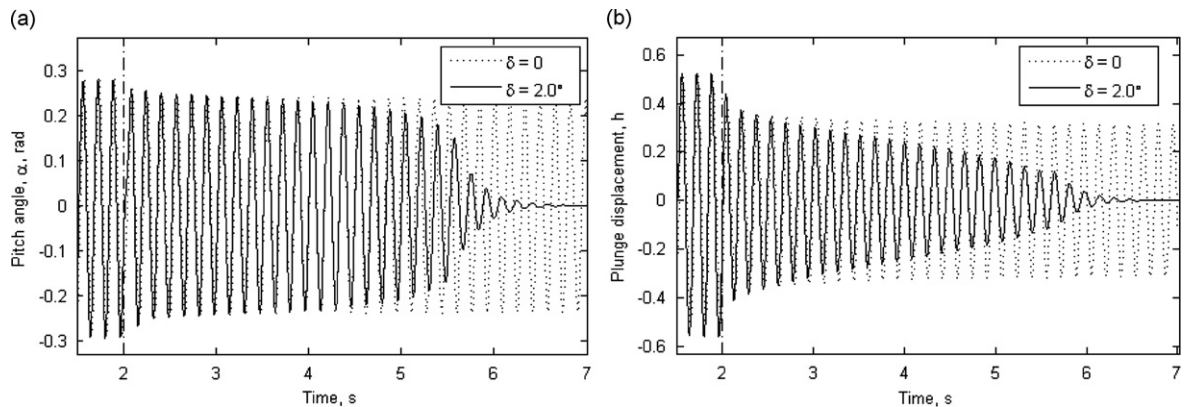 (a)
0.3
0.2
0.1
0
-0.1
-0.2
-0.3
Pitch angle, α, rad
2
3
4
5
6
7
Time, s
δ = 0
δ = 2.0°
(b)
0.6
0.4
0.2
0
-0.2
-0.4
-0.6
Plunge displacement, h
2
3
4
5
6
7
Time, s
δ = 0
δ = 2.0°